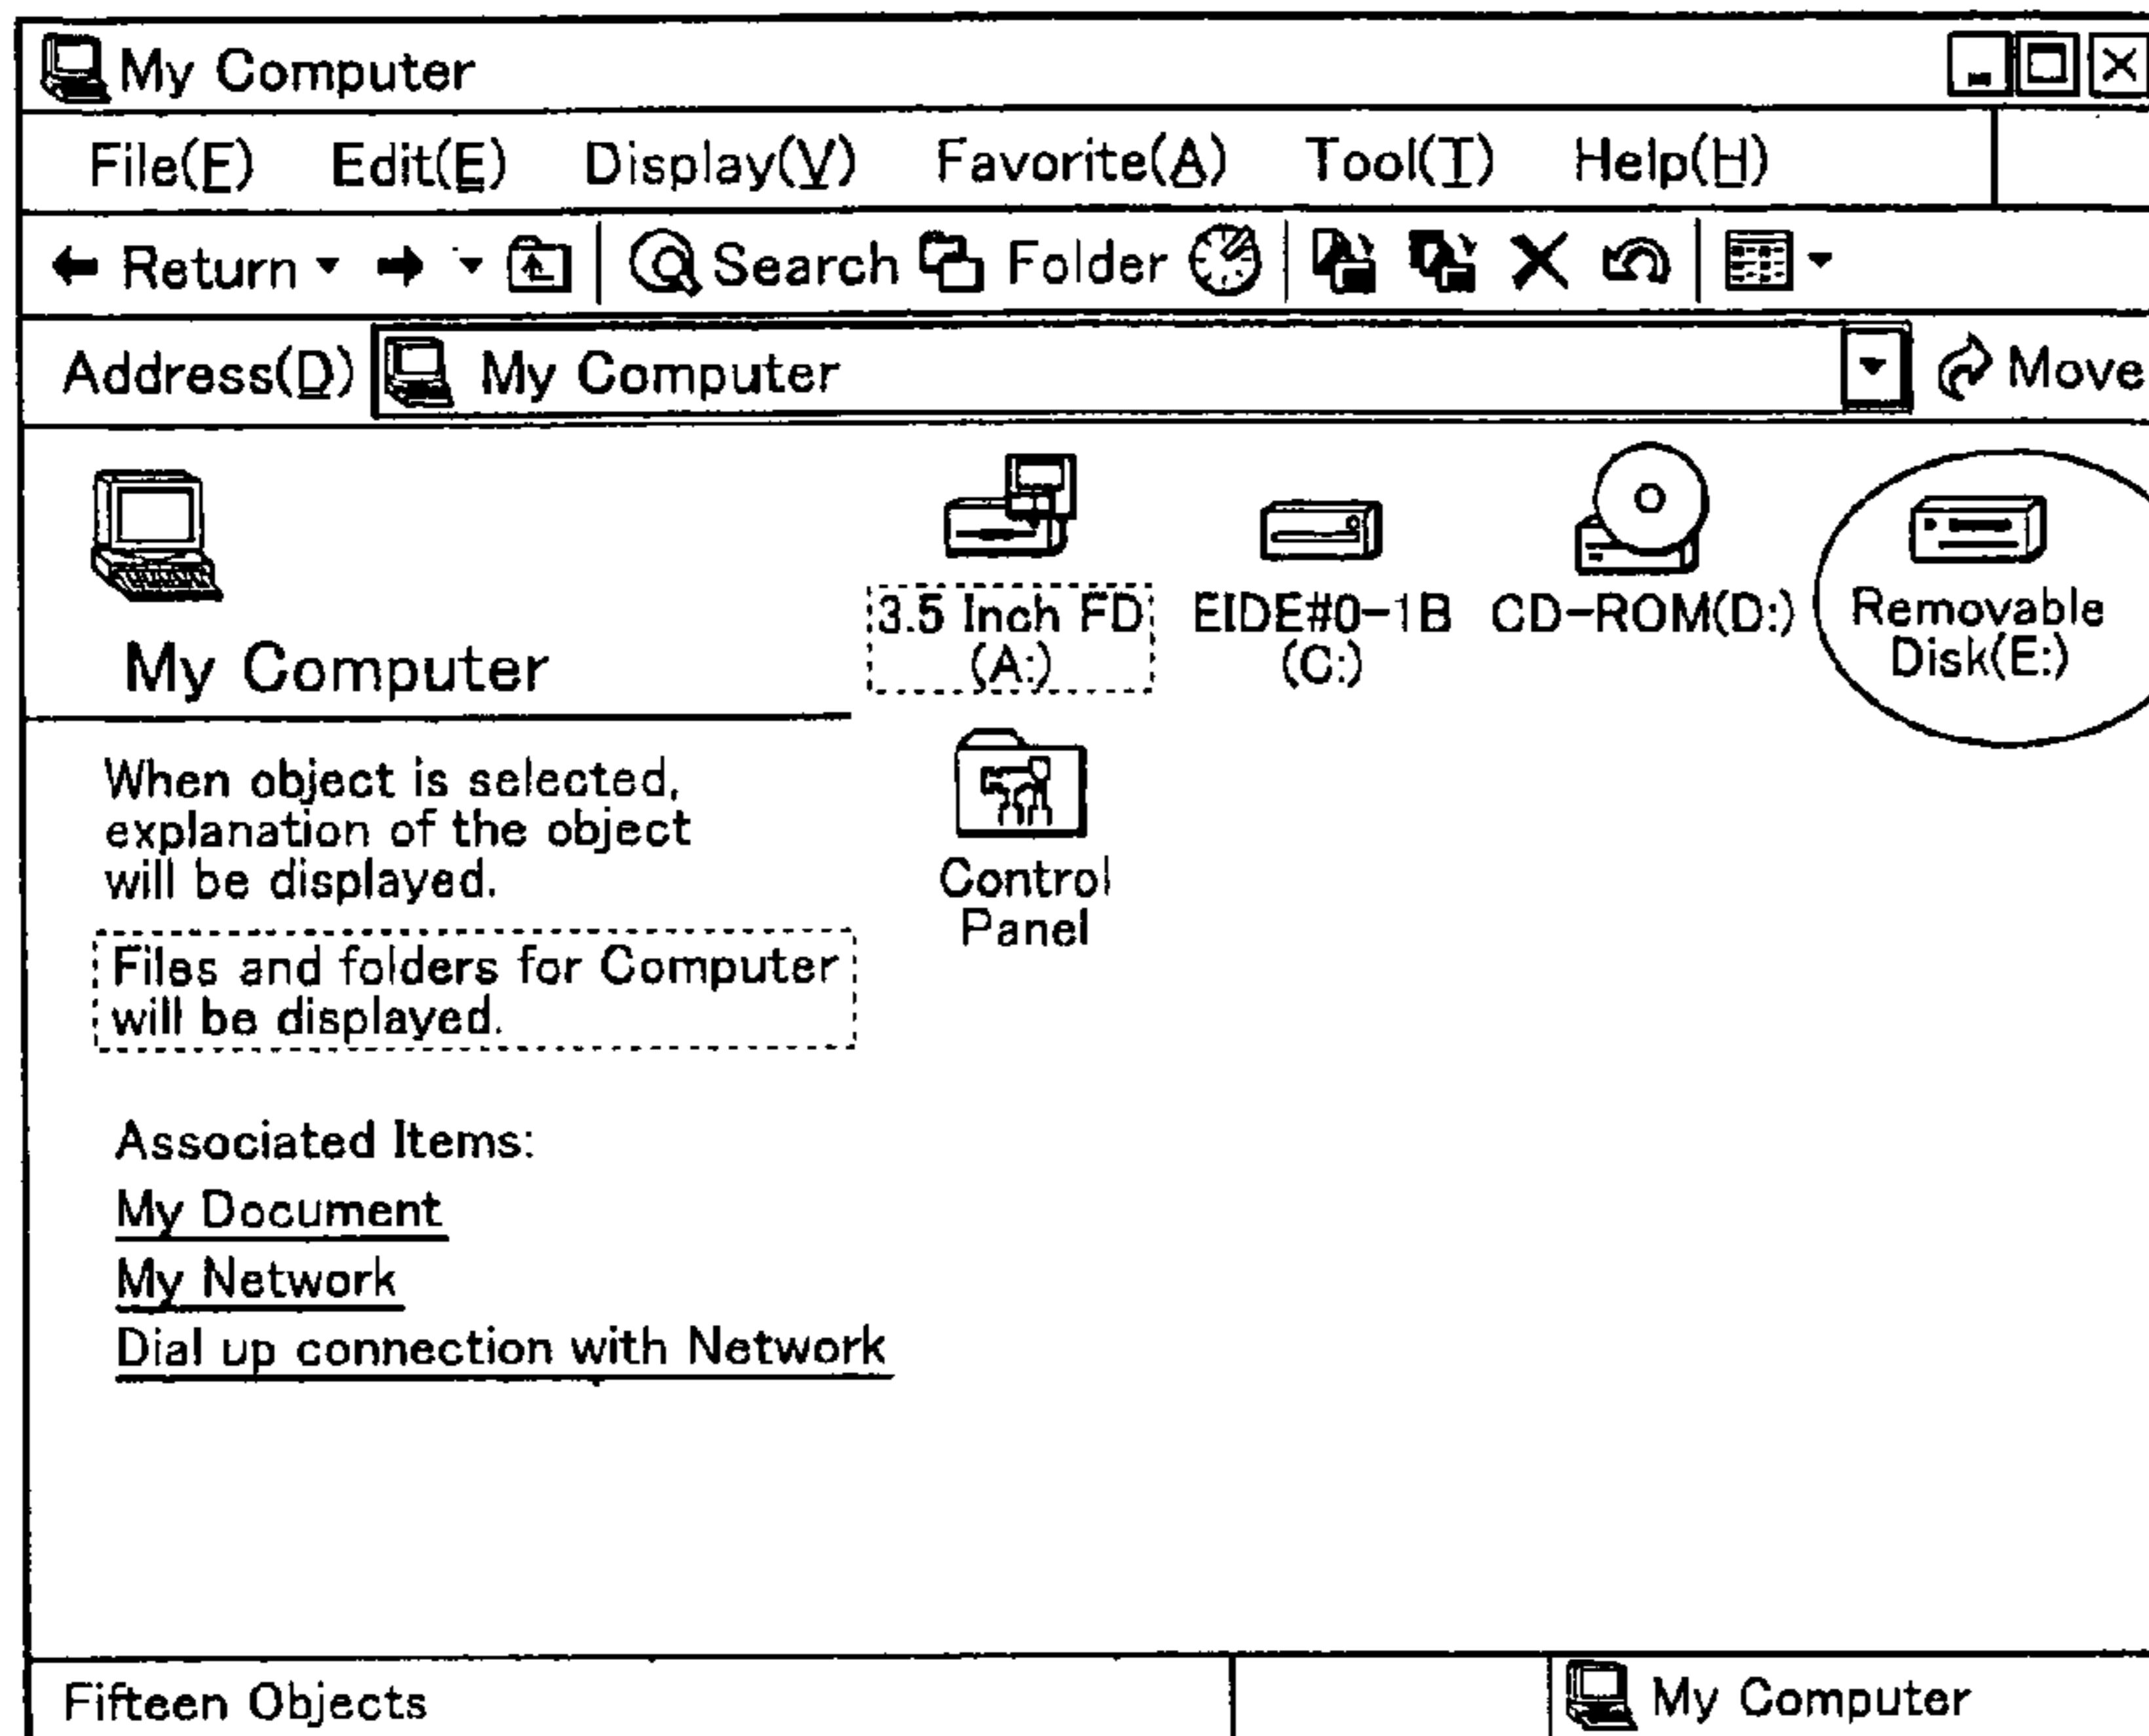 My Computer
File(F) Edit(E) Display(V) Favorite(A) Tool(T) Help(H)
Return Search Folder
Address(D) My Computer Move
3.5 Inch FD
(A:)
EIDE#0-1B
(C:)
CD-ROM(D:)
Removable
Disk(E:)
My Computer
When object is selected,
explanation of the object
will be displayed.
Control
Panel
Files and folders for Computer
will be displayed.
Associated Items:
My Document
My Network
Dial up connection with Network
Fifteen Objects
My Computer